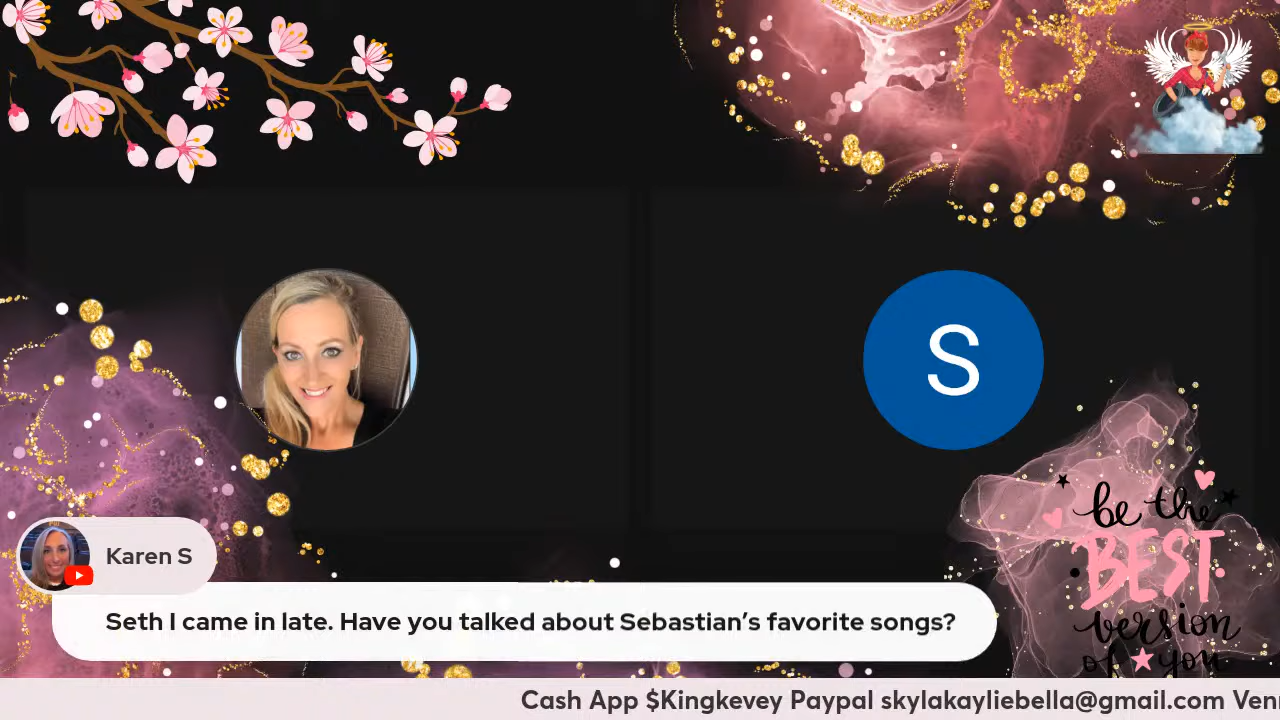 S
Karen S
Seth I came in late. Have you talked about Sebastian’s favorite songs?
be the
BEST
version
of you
Cash App $Kingkevey Paypal skylakayliebella@gmail.com Ven